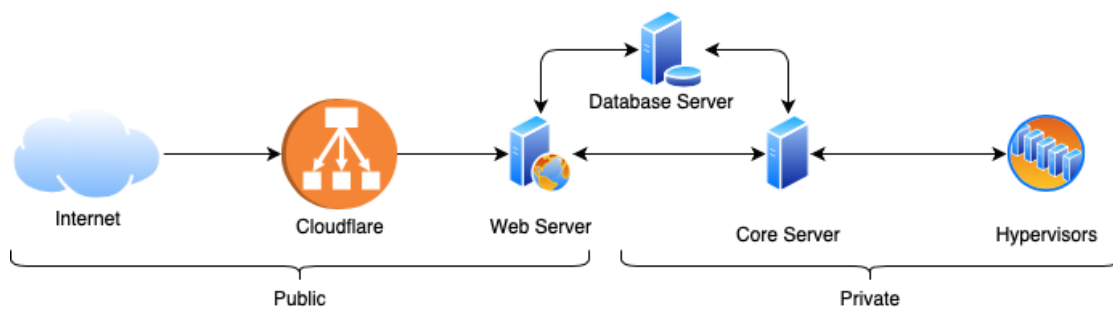 Database Server
Internet
Cloudflare
Web Server
Core Server
Hypervisors
Public
Private